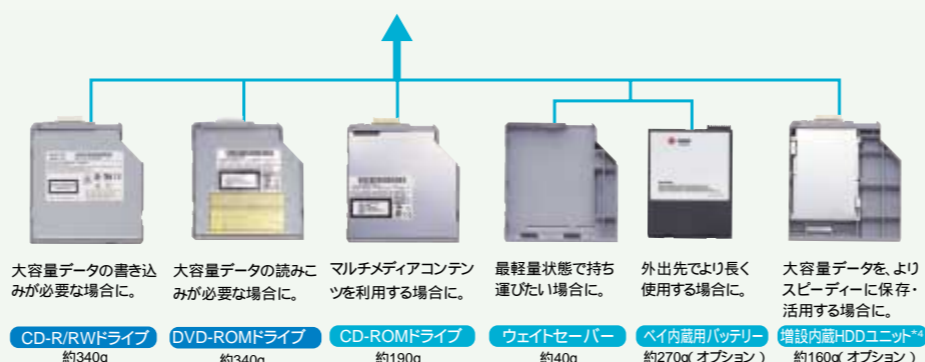 大容量データの書き込
みが必要な場合に。
CD-R/RWドライブ
約340g
大容量データの読みこ
みが必要な場合に。
DVD-ROMドライブ
約340g
マルチメディアコンテン
ツを利用する場合に。
CD-ROMドライブ
約190g
最軽量状態で持ち
運びたい場合に。
ウェイトセーバー
約40g
外出先でより長く
使用する場合に。
ベイ内蔵用バッテリー
約270g( オプション )
大容量データを、より
スピーディーに保存・
活用する場合に。
増設内蔵HDDユニット*4
約160g( オプション )